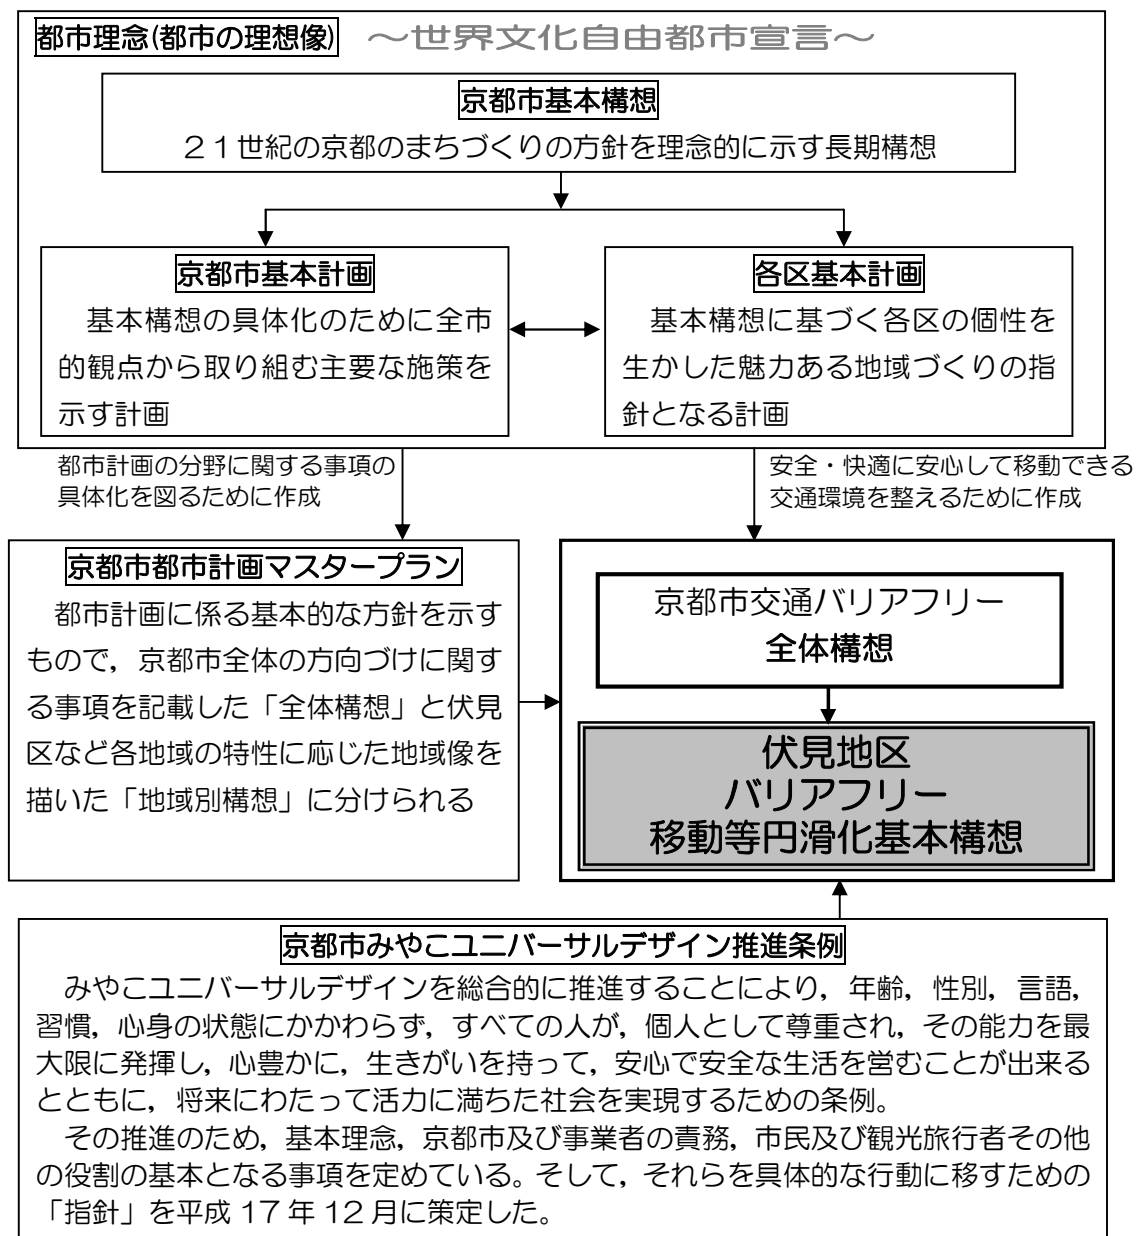 都市理念(都市の理想像) ～世界文化自由都市宣言～
京都市基本構想
２１世紀の京都のまちづくりの方針を理念的に示す長期構想
京都市基本計画
基本構想の具体化のために全市
的観点から取り組む主要な施策を
示す計画
各区基本計画
基本構想に基づく各区の個性を
生かした魅力ある地域づくりの指
針となる計画
都市計画の分野に関する事項の
具体化を図るために作成
安全・快適に安心して移動できる
交通環境を整えるために作成
京都市都市計画マスタープラン
都市計画に係る基本的な方針を示す
もので，京都市全体の方向づけに関す
る事項を記載した「全体構想」と伏見
区など各地域の特性に応じた地域像を
描いた「地域別構想」に分けられる
京都市交通バリアフリー
全体構想
伏見地区
バリアフリー
移動等円滑化基本構想
京都市みやこユニバーサルデザイン推進条例
みやこユニバーサルデザインを総合的に推進することにより，年齢，性別，言語，
習慣，心身の状態にかかわらず，すべての人が，個人として尊重され，その能力を最
大限に発揮し，心豊かに，生きがいを持って，安心で安全な生活を営むことが出来る
とともに，将来にわたって活力に満ちた社会を実現するための条例。
その推進のため，基本理念，京都市及び事業者の責務，市民及び観光旅行者その他
の役割の基本となる事項を定めている。そして，それらを具体的な行動に移すための
「指針」を平成 17 年 12 月に策定した。